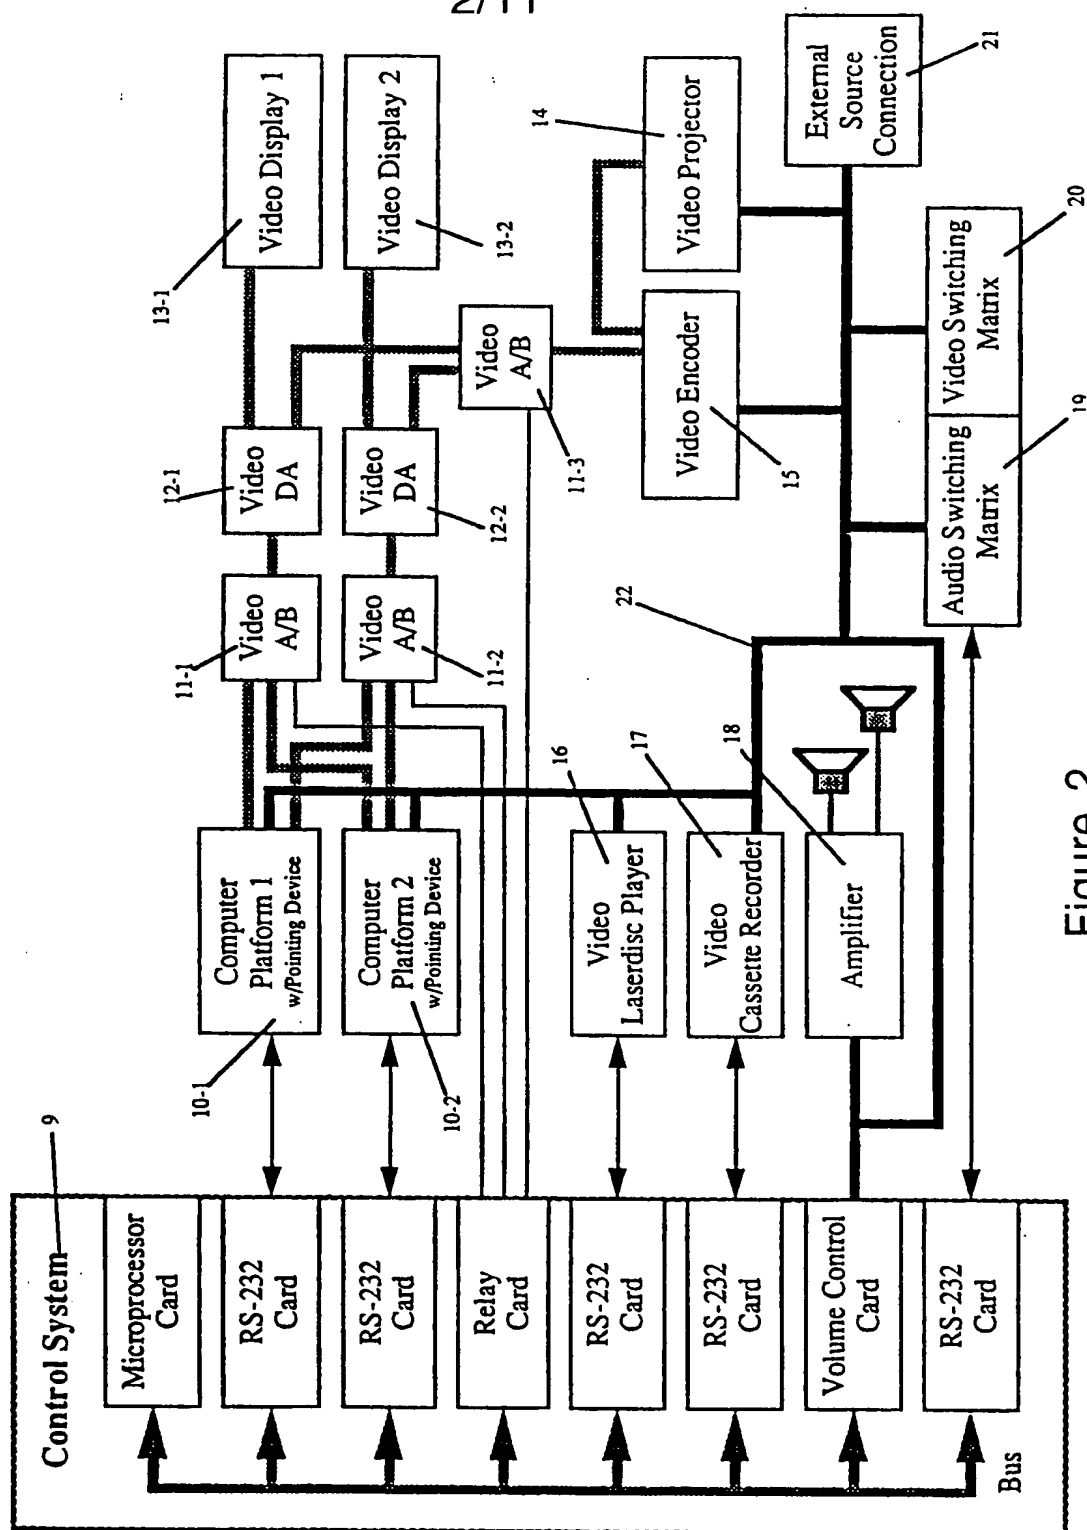 2/11
Control System
9
Microprocessor
Card
RS-232
Card
RS-232
Card
Relay
Card
RS-232
Card
RS-232
Card
Volume Control
Card
RS-232
Card
Bus
10-1
Computer
Platform 1
w/Pointing Device
10-2
Computer
Platform 2
w/Pointing Device
16
Video
Laserdisc Player
17
Video
Cassette Recorder
18
Amplifier
22
11-1
Video
A/B
11-2
Video
A/B
12-1
Video
DA
12-2
Video
DA
11-3
Video
A/B
13-1
Video Display 1
13-2
Video Display 2
14
Video Projector
15
Video Encoder
Audio Switching
Matrix
19
Video Switching
Matrix
20
External
Source
Connection
21
Figure 2